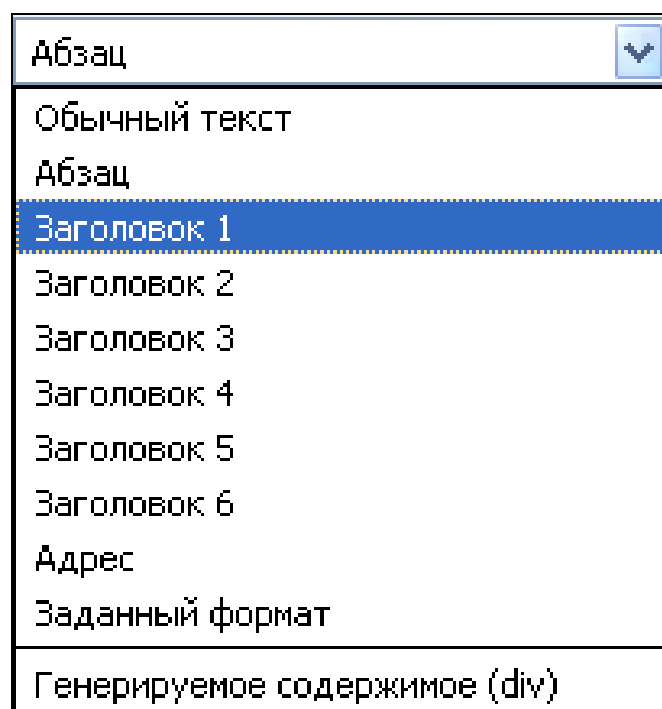 Абзац
Обычный текст
Абзац
Заголовок 1
Заголовок 2
Заголовок 3
Заголовок 4
Заголовок 5
Заголовок 6
Адрес
Заданный формат
Генерируемое содержимое (div)